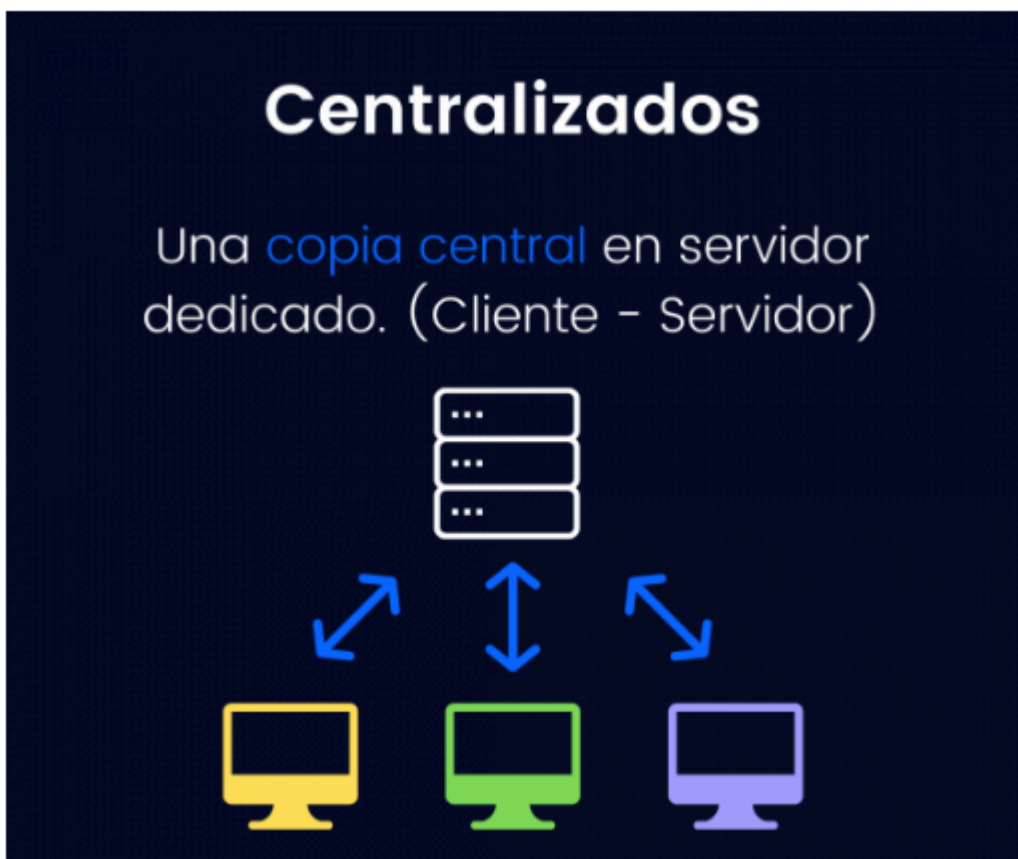 Centralizados
Una copia central en servidor
dedicado. (Cliente - Servidor)